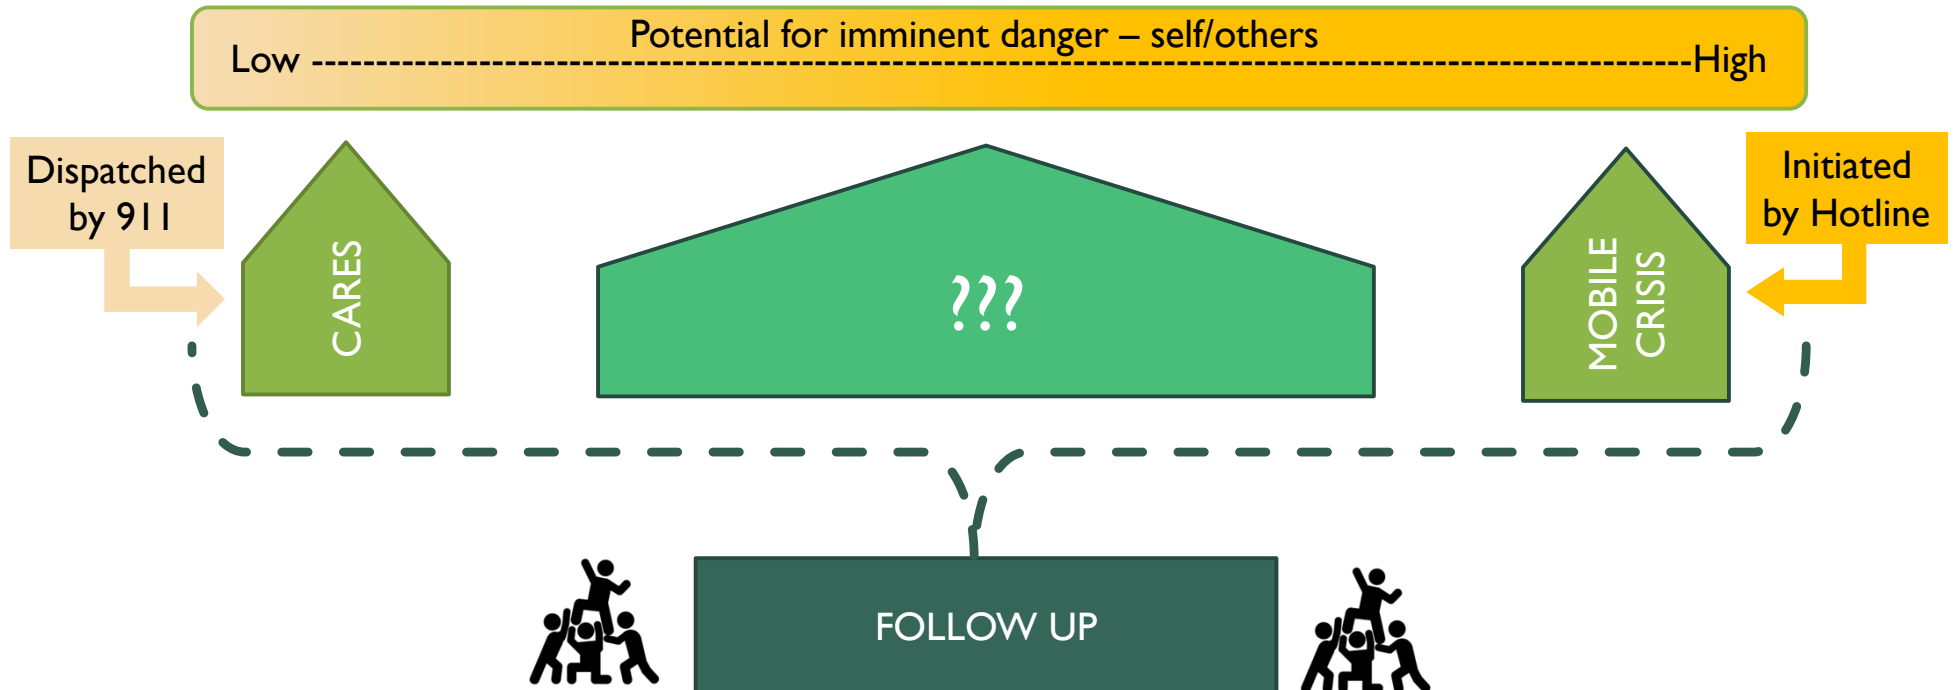 Potential for imminent danger – self/others
Low ---------------------------------------------------------------------------------------------------------High
Dispatched
by 911
CARES
???
MOBILE
CRISIS
Initiated
by Hotline
FOLLOW UP